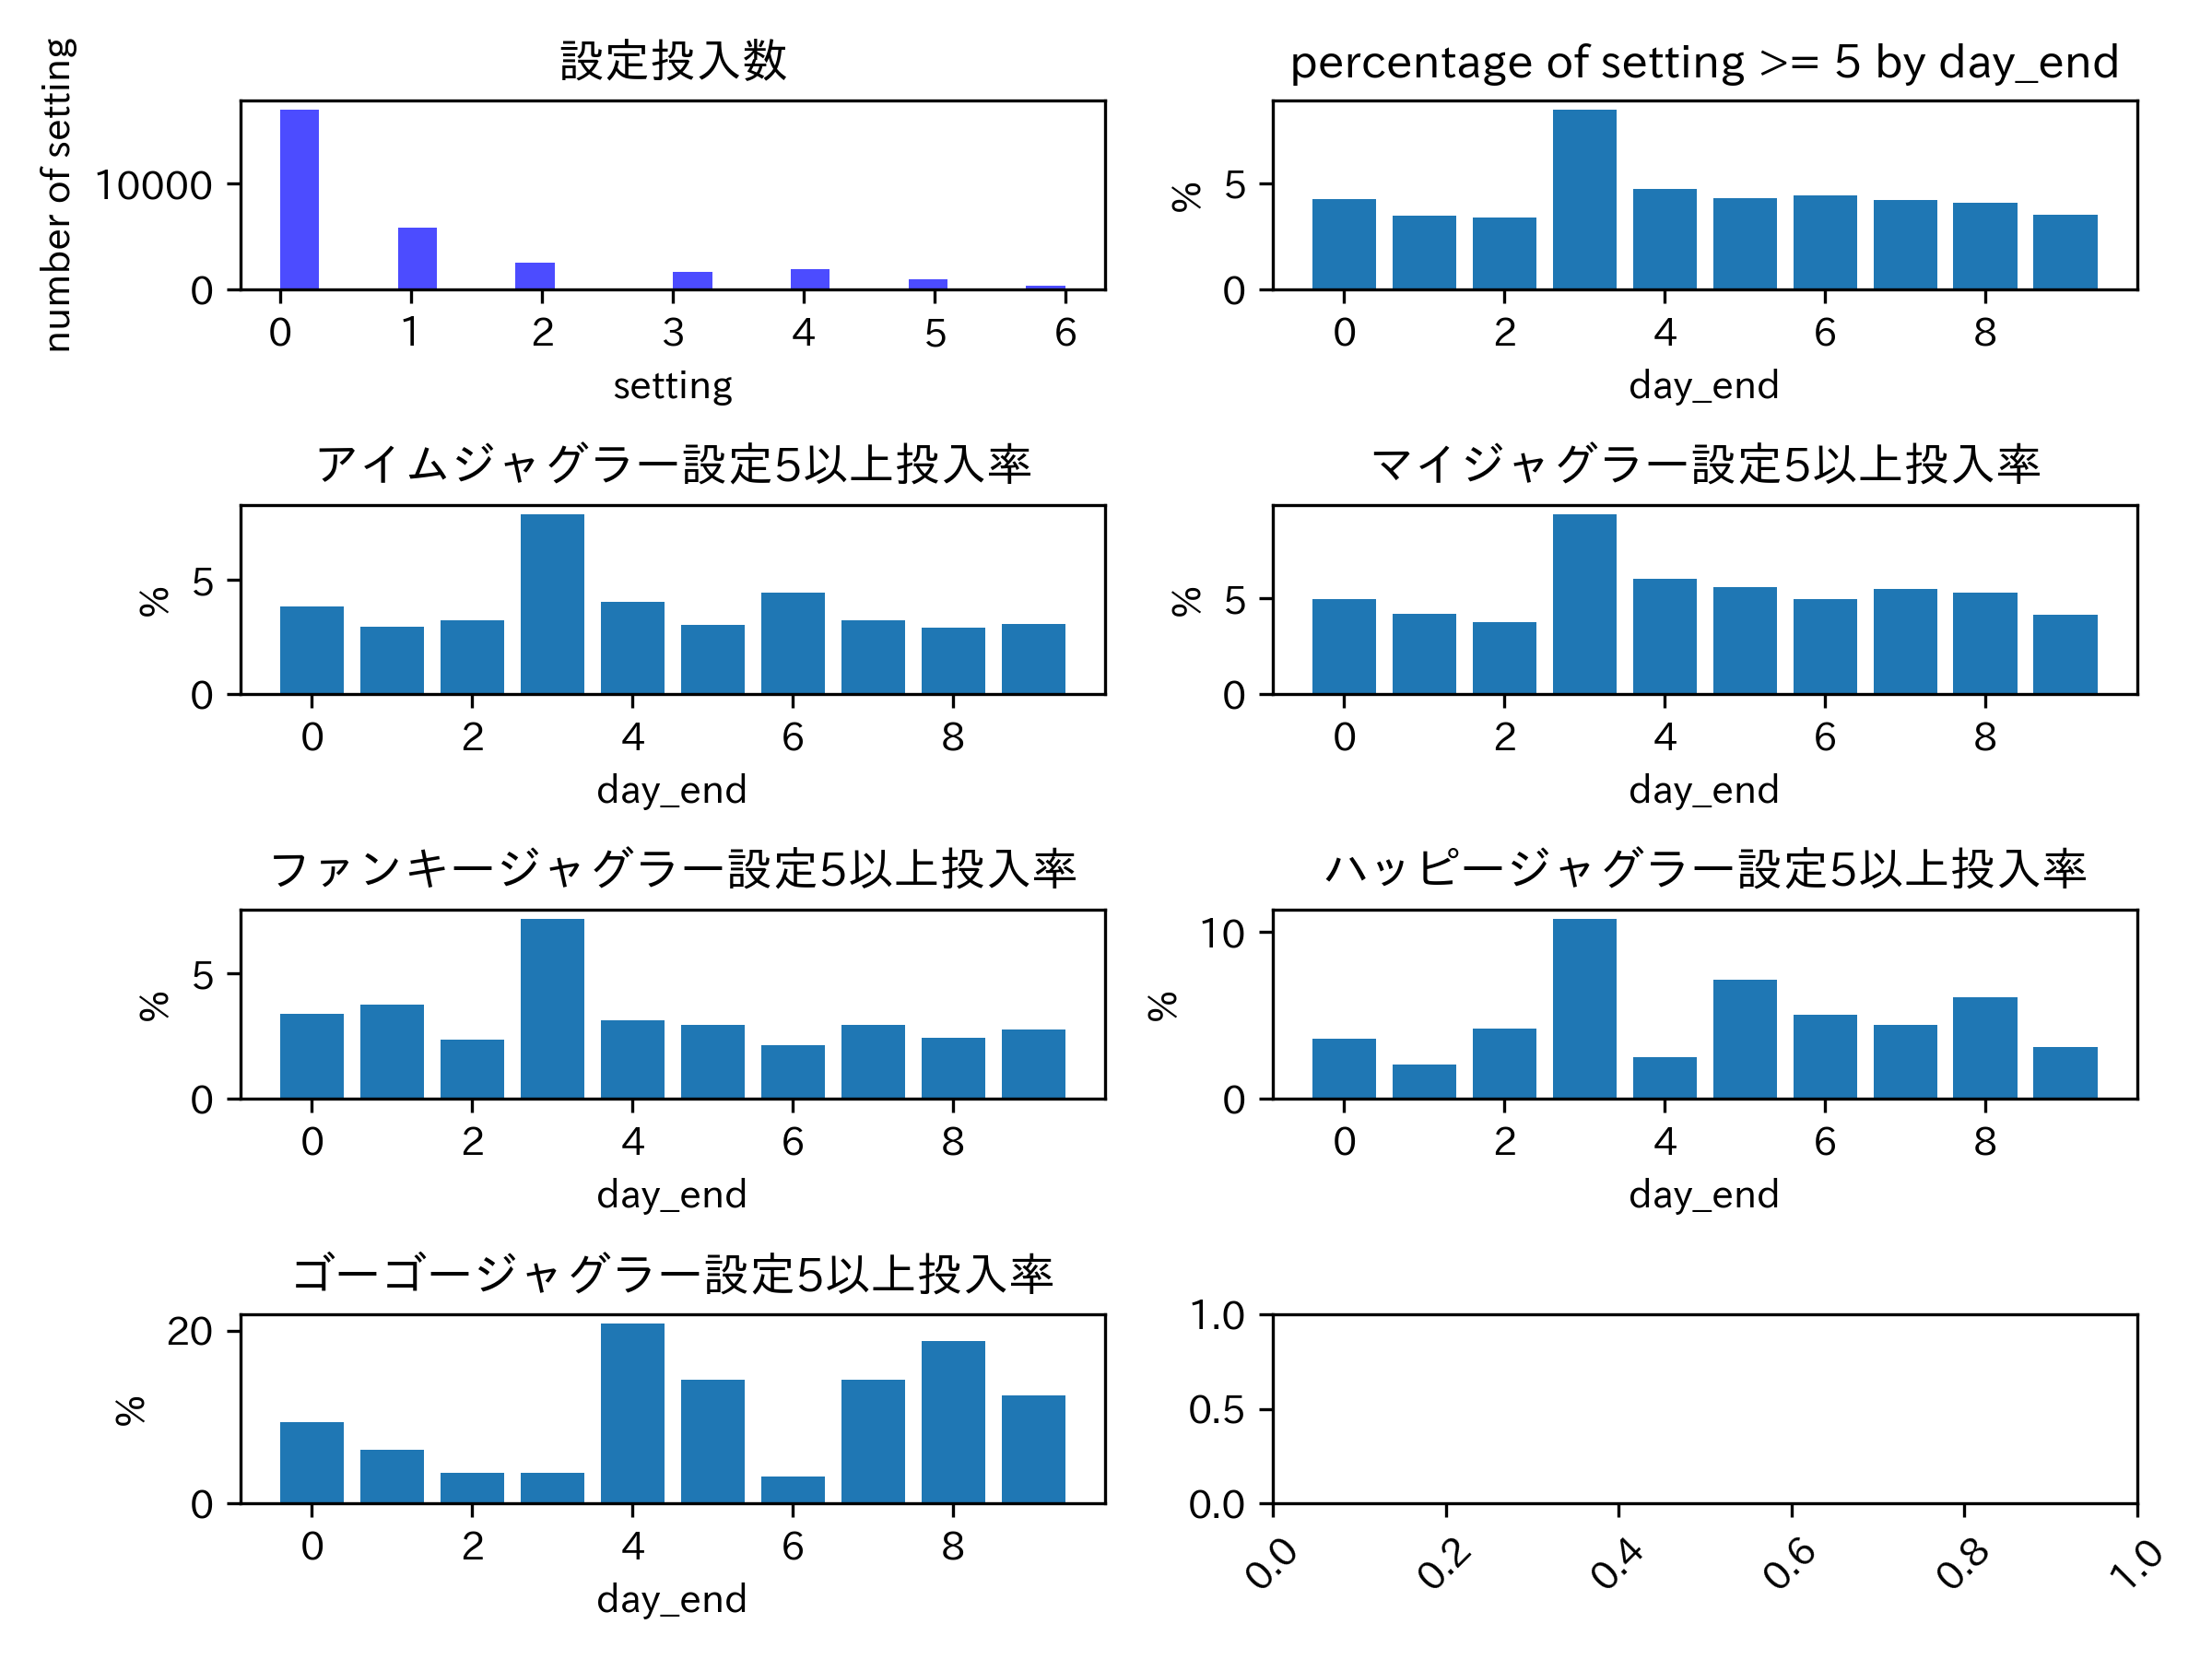 設定投入数
number of setting
10000
0
0 1 2 3 4 5 6
setting
percentage of setting >= 5 by day_end
%
5
0
0 2 4 6 8
day_end
アイムジャグラー設定5以上投入率
%
5
0
0 2 4 6 8
day_end
マイジャグラー設定5以上投入率
%
5
0
0 2 4 6 8
day_end
ファンキージャグラー設定5以上投入率
%
5
0
0 2 4 6 8
day_end
ハッピージャグラー設定5以上投入率
%
10
0
0 2 4 6 8
day_end
ゴーゴージャグラー設定5以上投入率
%
20
0
0 2 4 6 8
day_end
1.0
0.5
0.0
0.0 0.2 0.4 0.6 0.8 1.0